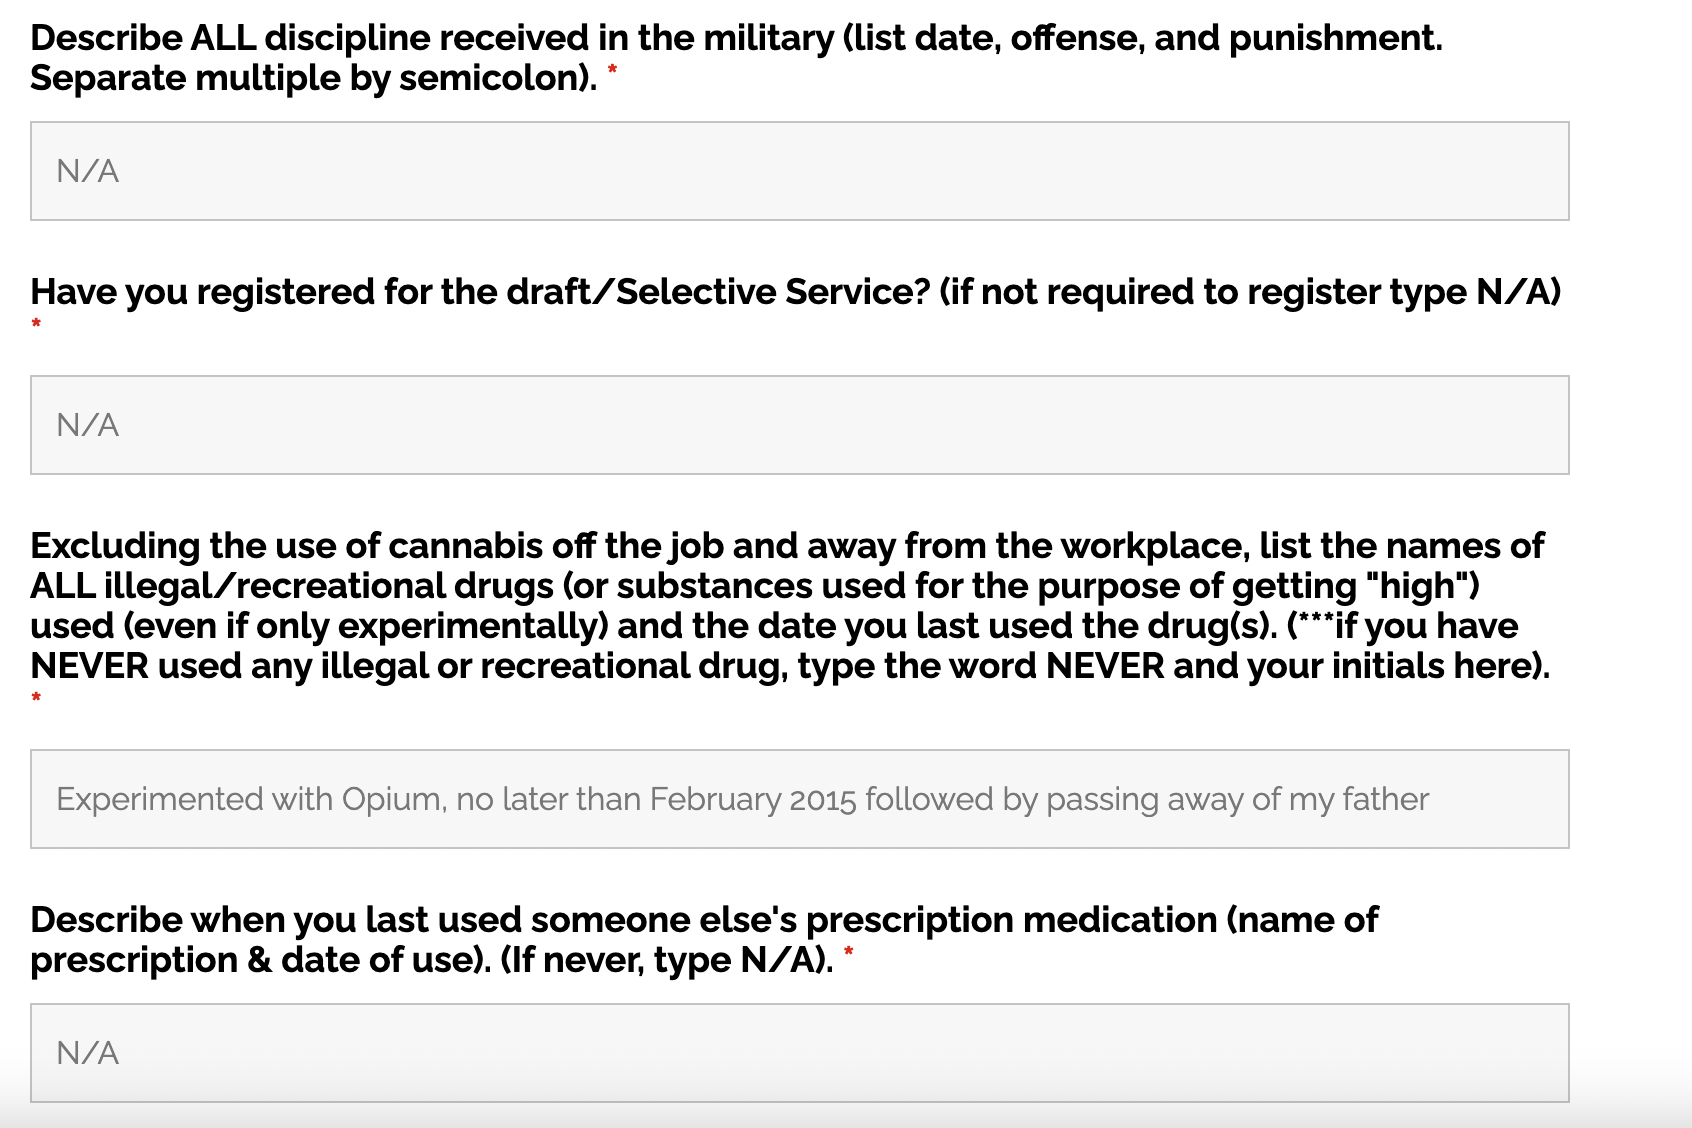 Describe ALL discipline received in the military (list date, offense, and punishment.
Separate multiple by semicolon). *
N/A
Have you registered for the draft/Selective Service? (if not required to register type N/A)
*
N/A
Excluding the use of cannabis off the job and away from the workplace, list the names of
ALL illegal/recreational drugs (or substances used for the purpose of getting "high")
used (even if only experimentally) and the date you last used the drug(s). (***if you have
NEVER used any illegal or recreational drug, type the word NEVER and your initials here).
*
Experimented with Opium, no later than February 2015 followed by passing away of my father
Describe when you last used someone else's prescription medication (name of
prescription & date of use). (If never, type N/A). *
N/A